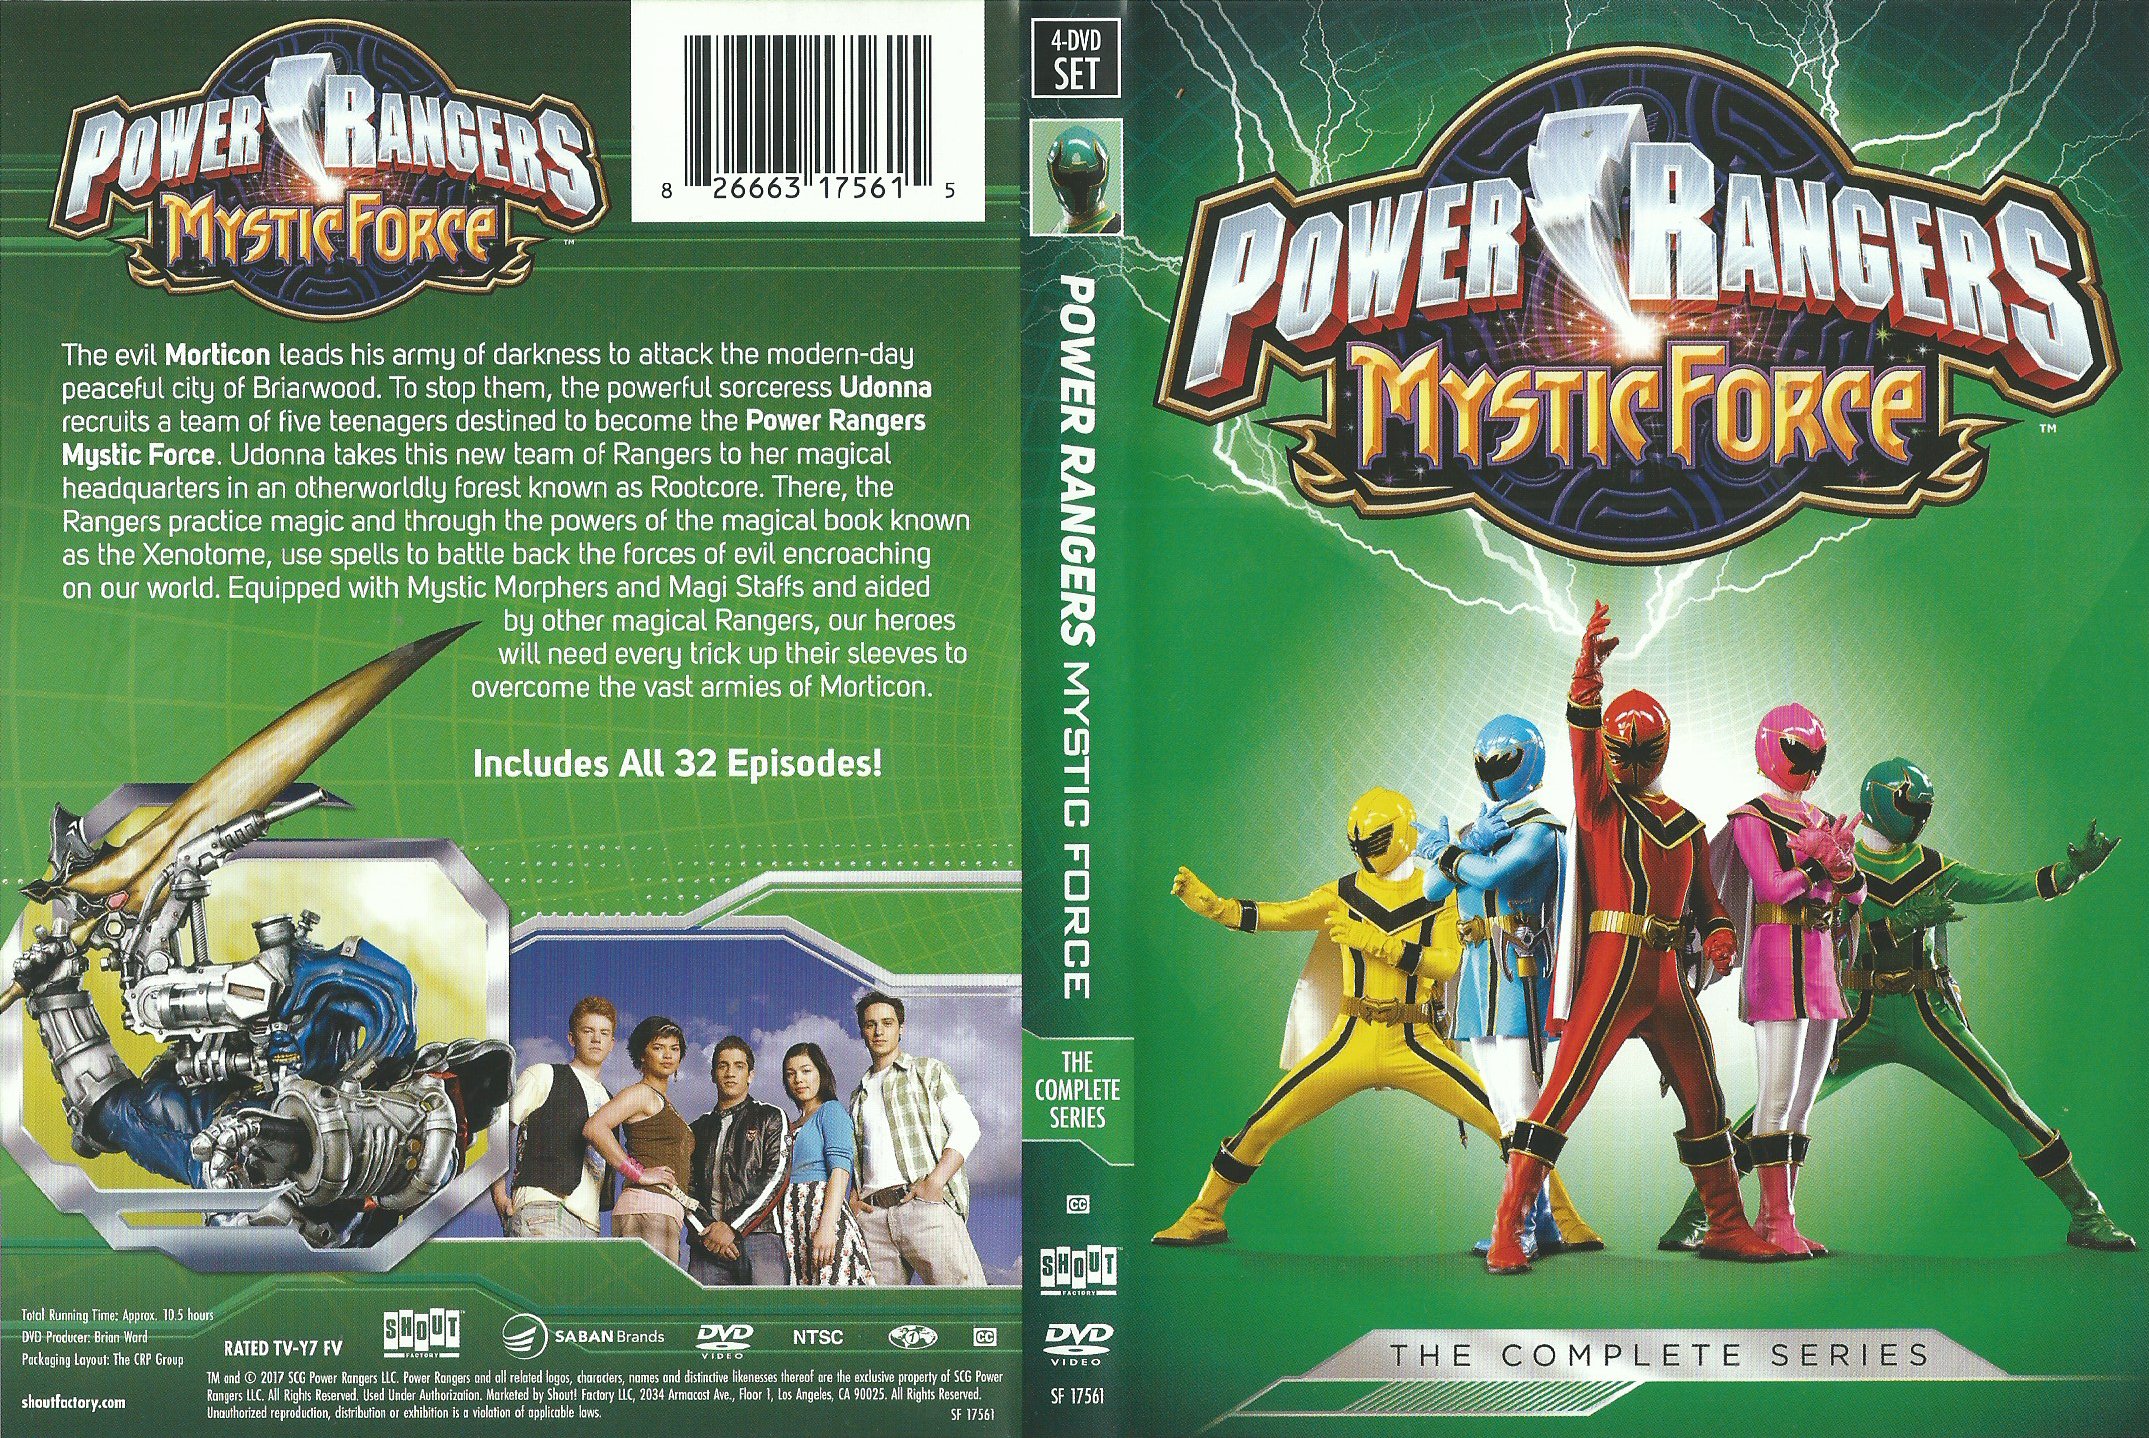 POWER RANGERS
MYSTIC FORCE
TM
8 26663 17561 5
The evil Morticon leads his army of darkness to attack the modern-day
peaceful city of Briarwood. To stop them, the powerful sorceress Udonna
recruits a team of five teenagers destined to become the Power Rangers
Mystic Force. Udonna takes this new team of Rangers to her magical
headquarters in an otherworldly forest known as Rootcore. There, the
Rangers practice magic and through the powers of the magical book known
as the Xenotome, use spells to battle back the forces of evil encroaching
on our world. Equipped with Mystic Morphers and Magi Staffs and aided
by other magical Rangers, our heroes
will need every trick up their sleeves to
overcome the vast armies of Morticon.
Includes All 32 Episodes!
Total Running Time: Approx. 10.5 hours
DVD Producer: Brian Ward
Packaging Layout: The CRP Group
shoutfactory.com
RATED TV-Y7 FV
SHOUT
FACTORY
SABAN Brands
DVD
VIDEO
NTSC
1
CC
TM and © 2017 SCG Power Rangers LLC. Power Rangers and all related logos, characters, names and distinctive likenesses thereof are the exclusive property of SCG Power
Rangers LLC. All Rights Reserved. Used Under Authorization. Marketed by Shout! Factory LLC, 2034 Armacost Ave., Floor 1, Los Angeles, CA 90025. All Rights Reserved.
Unauthorized reproduction, distribution or exhibition is a violation of applicable laws.
SF 17561
4-DVD
SET
POWER RANGERS MYSTIC FORCE
THE
COMPLETE
SERIES
CC
SHOUT
FACTORY
DVD
VIDEO
SF 17561
POWER RANGERS
MYSTIC FORCE
TM
THE COMPLETE SERIES